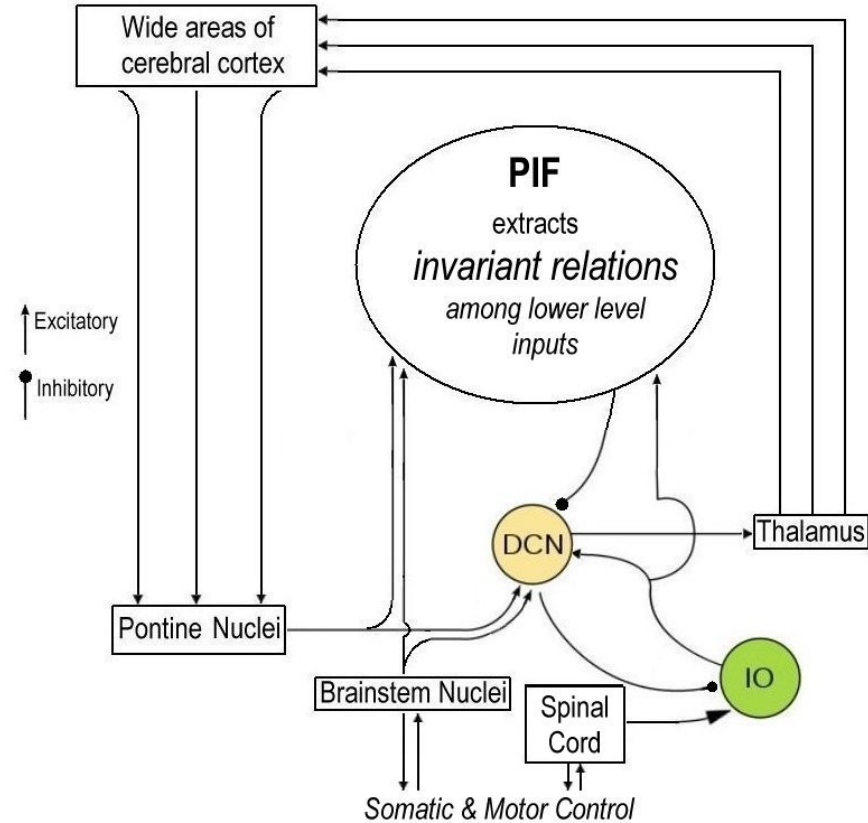 Wide areas of
cerebral cortex
PIF
extracts
invariant relations
among lower level
inputs
Excitatory
Inhibitory
DCN
Thalamus
Pontine Nuclei
IO
Brainstem Nuclei
Spinal
Cord
Somatic & Motor Control